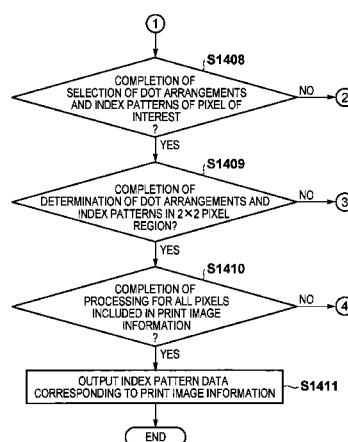 1
S1408
COMPLETION OF
SELECTION OF DOT ARRANGEMENTS
AND INDEX PATTERNS OF PIXEL OF
INTEREST
?
NO
2
YES
S1409
COMPLETION OF
DETERMINATION OF DOT ARRANGEMENTS AND
INDEX PATTERNS IN 2×2 PIXEL
REGION?
NO
3
YES
S1410
COMPLETION OF
PROCESSING FOR ALL PIXELS
INCLUDED IN PRINT IMAGE
INFORMATION
?
NO
4
YES
OUTPUT INDEX PATTERN DATA
CORRESPONDING TO PRINT IMAGE INFORMATION
S1411
END